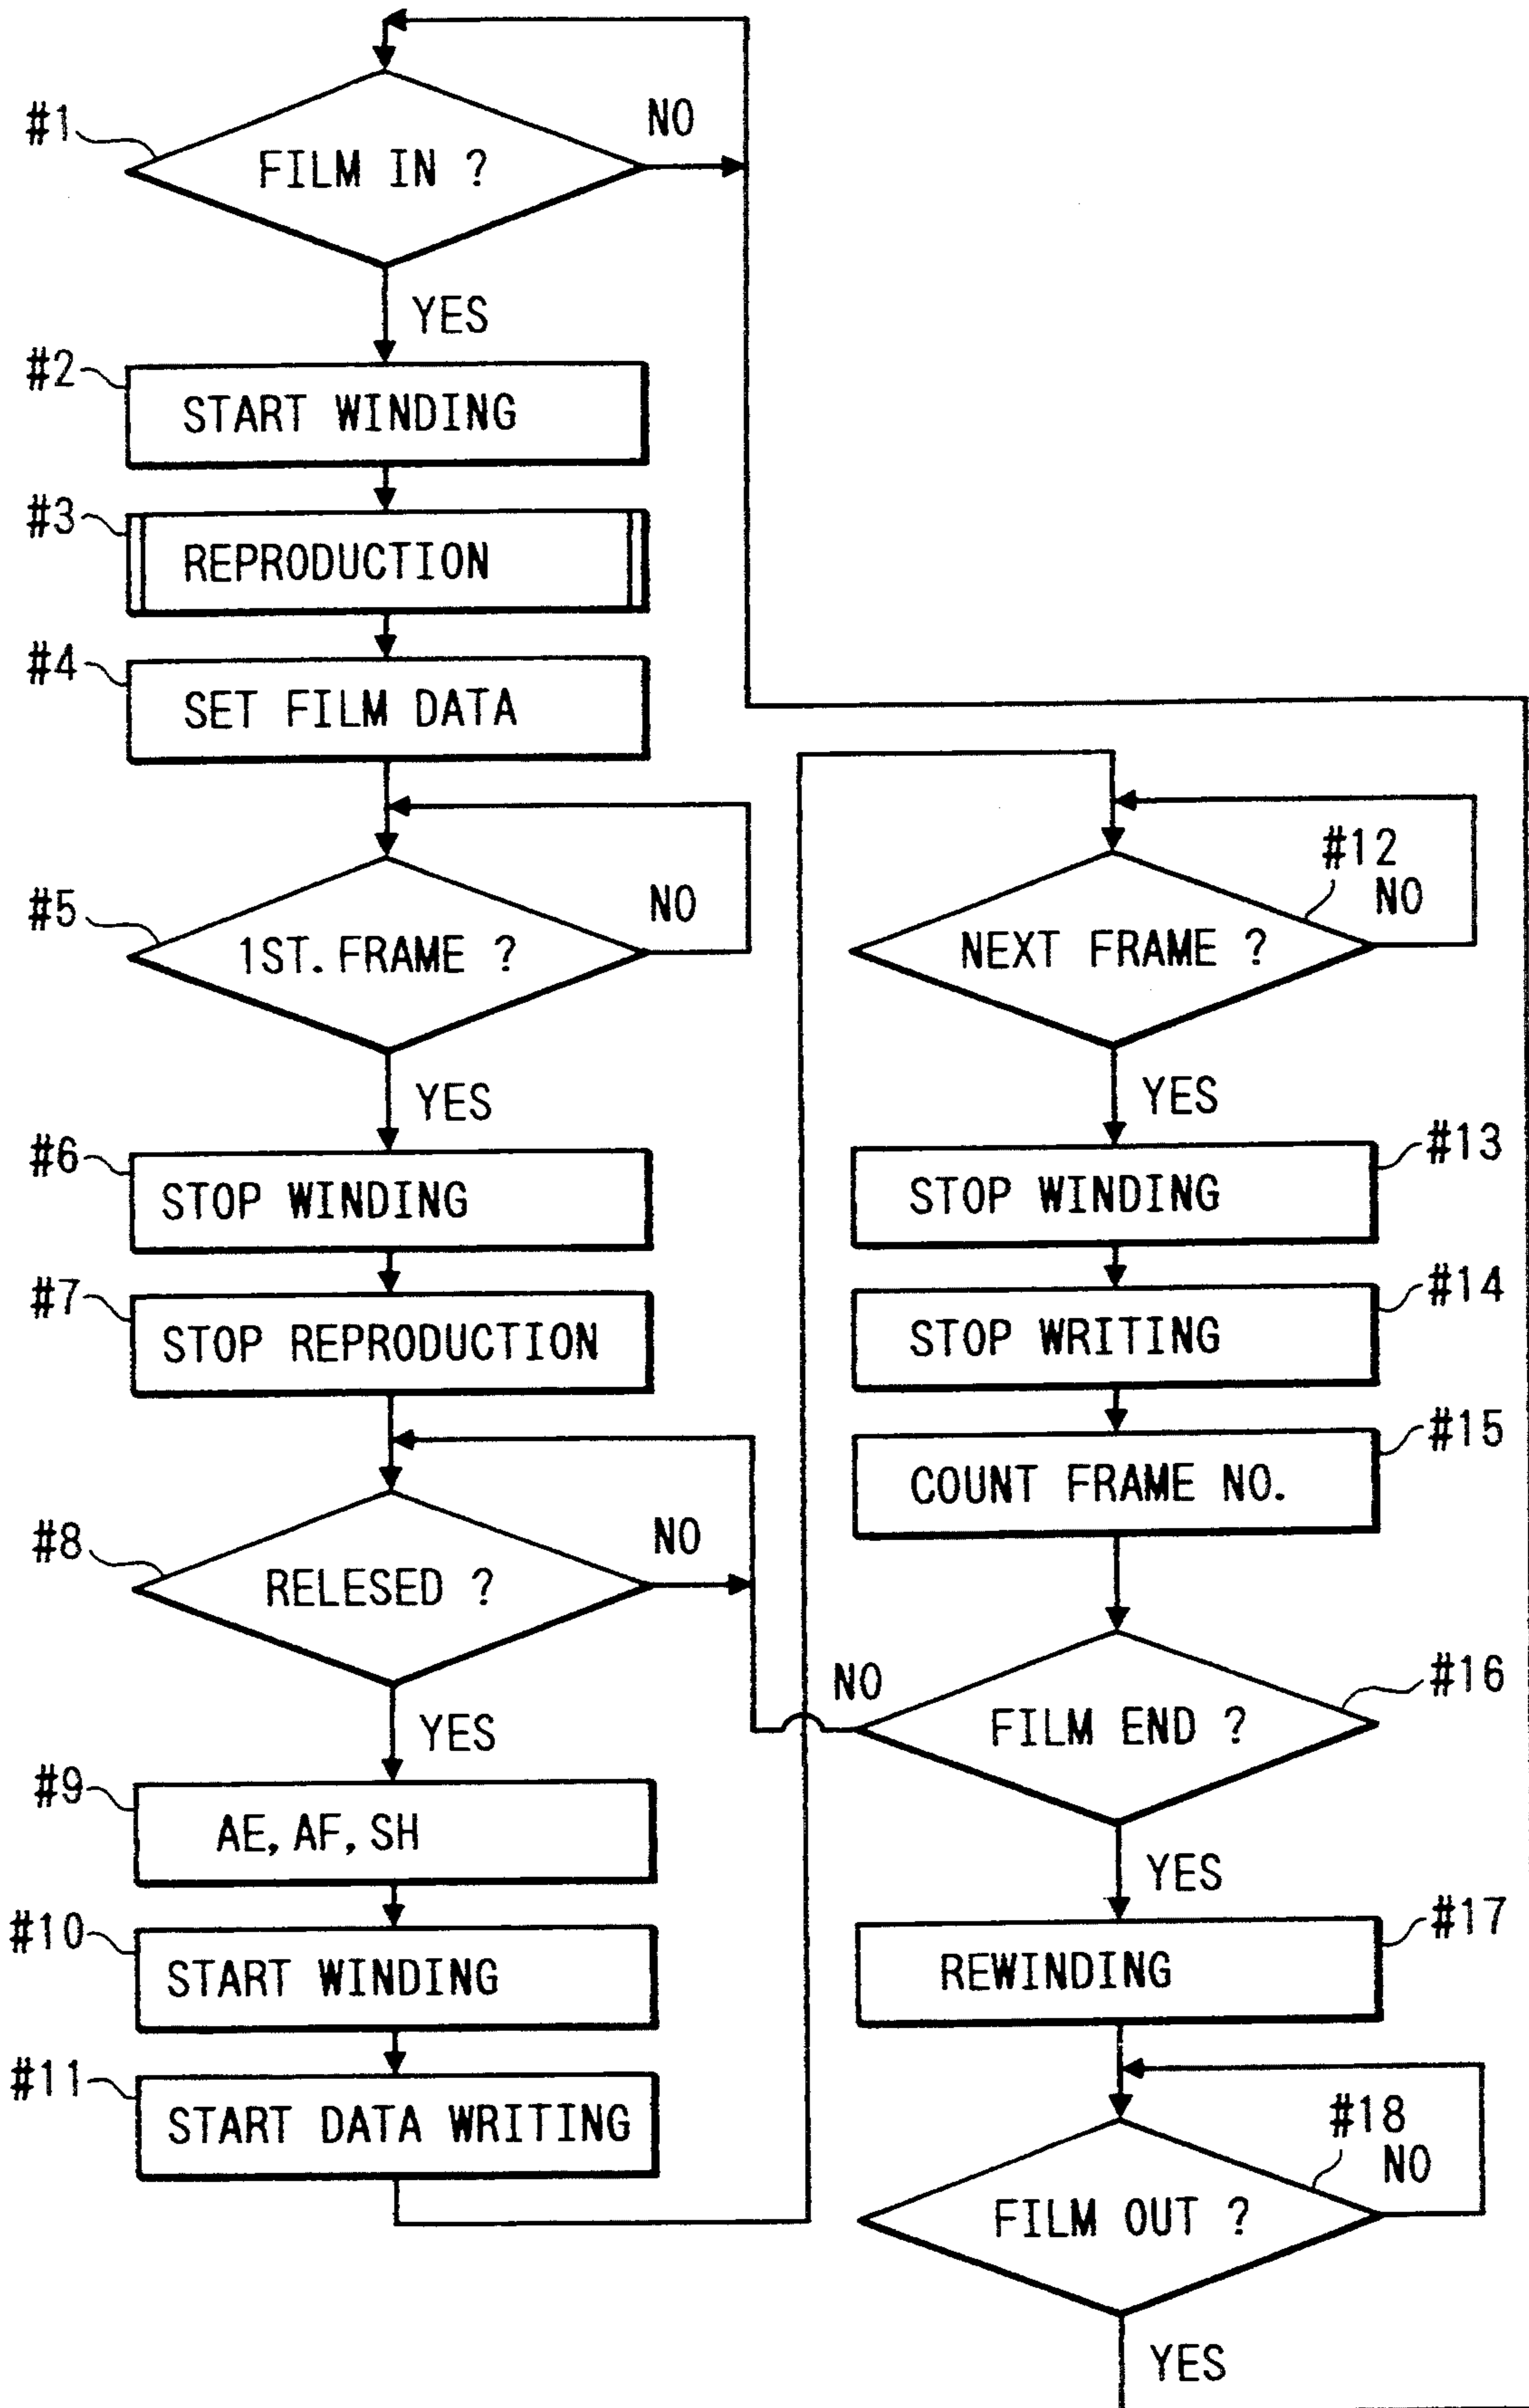 #1
FILM IN ?
NO
YES
#2
START WINDING
#3
REPRODUCTION
#4
SET FILM DATA
#5
1ST. FRAME ?
NO
YES
#6
STOP WINDING
#7
STOP REPRODUCTION
#8
RELESED ?
NO
YES
#9
AE, AF, SH
#10
START WINDING
#11
START DATA WRITING
#12
NO
NEXT FRAME ?
YES
#13
STOP WINDING
#14
STOP WRITING
#15
COUNT FRAME NO.
#16
NO
FILM END ?
YES
#17
REWINDING
#18
NO
FILM OUT ?
YES